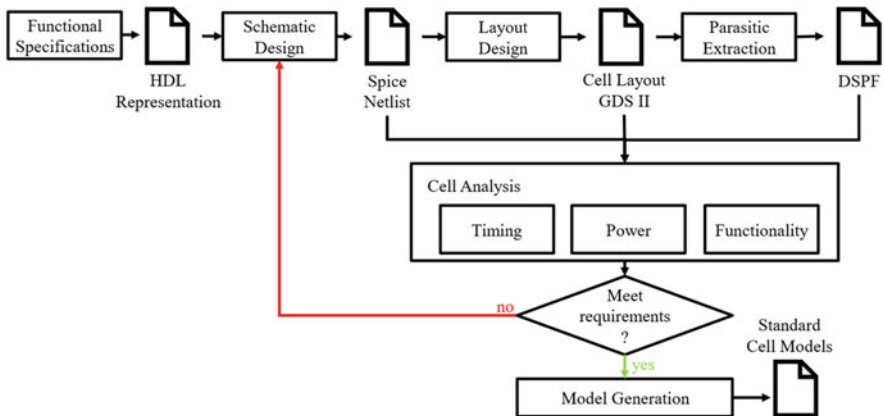 Functional
Specifications
HDL
Representation
Schematic
Design
Spice
Netlist
Layout
Design
Cell Layout
GDS II
Parasitic
Extraction
DSPF
Cell Analysis
Timing
Power
Functionality
Meet
requirements
?
no
yes
Model Generation
Standard
Cell Models